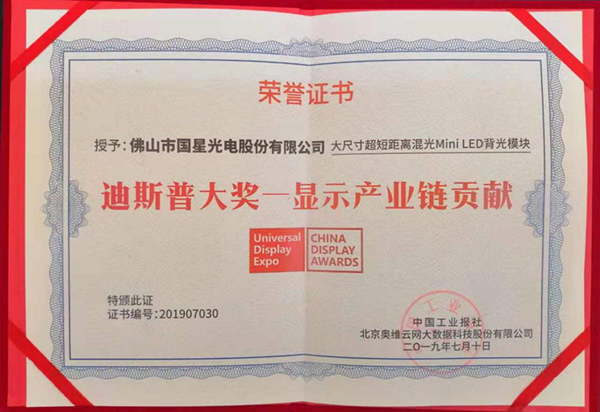 荣誉证书
授予：佛山市国星光电股份有限公司 大尺寸超短距离混光Mini LED背光模块
迪斯普大奖—显示产业链贡献
Universal
Display
Expo
CHINA
DISPLAY
AWARDS
特颁此证
证书编号：201907030
中国工业报社
北京奥维云网大数据科技股份有限公司
二〇一九年七月十日